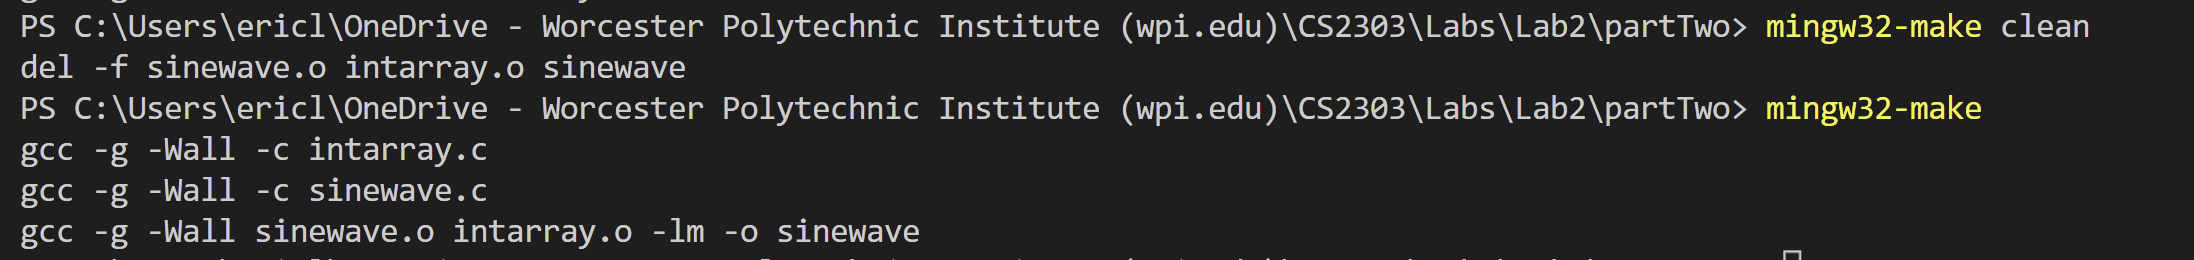 PS C:\Users\ericl\OneDrive - Worcester Polytechnic Institute (wpi.edu)\CS2303\Labs\Lab2\partTwo> mingw32-make clean
del -f sinewave.o intarray.o sinewave
PS C:\Users\ericl\OneDrive - Worcester Polytechnic Institute (wpi.edu)\CS2303\Labs\Lab2\partTwo> mingw32-make
gcc -g -Wall -c intarray.c
gcc -g -Wall -c sinewave.c
gcc -g -Wall sinewave.o intarray.o -lm -o sinewave